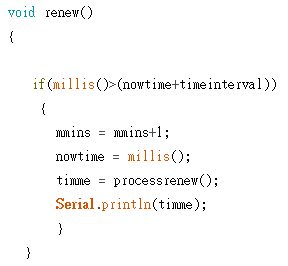 void renew()
{
if(millis()>(nowtime+timeinterval))
{
mmins = mmins+1;
nowtime = millis();
timme = processrenew();
Serial.println(timme);
}
}